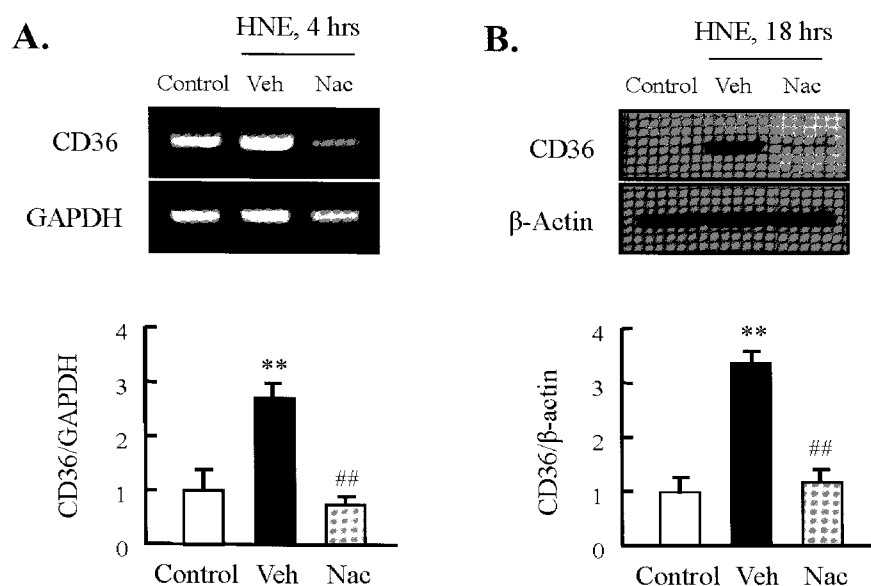 A.
HNE, 4 hrs
Control Veh Nac
CD36
GAPDH
CD36/GAPDH
4
3
2
1
0
**
##
Control Veh Nac
B.
HNE, 18 hrs
Control Veh Nac
CD36
β-Actin
CD36/β-actin
4
3
2
1
0
**
##
Control Veh Nac